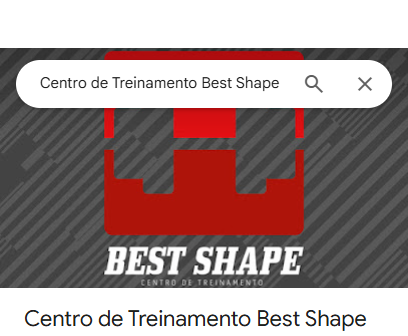 Centro de Treinamento Best Shape
BEST SHAPE
CENTRO DE TREINAMENTO
Centro de Treinamento Best Shape